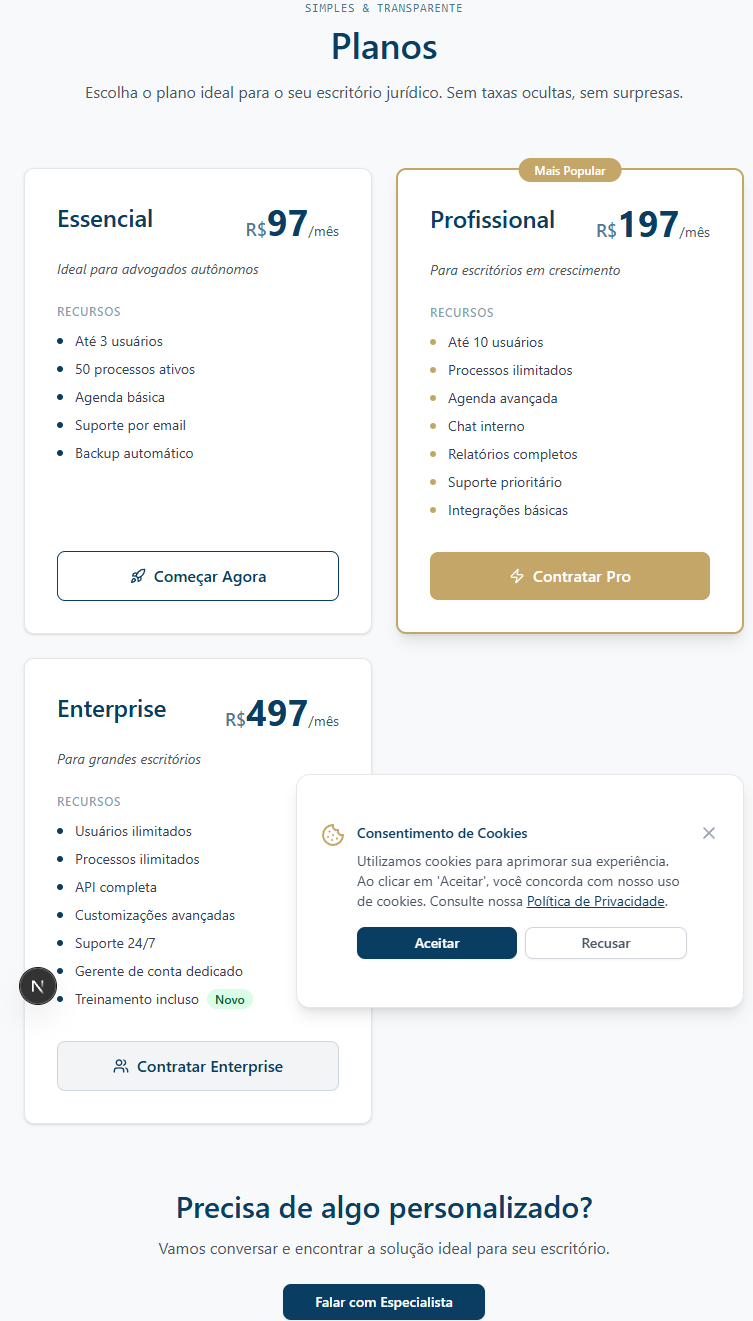 SIMPLES & TRANSPARENTE
Planos
Escolha o plano ideal para o seu escritório jurídico. Sem taxas ocultas, sem surpresas.
Essencial
R$97/mês
Ideal para advogados autônomos
RECURSOS
Até 3 usuários
50 processos ativos
Agenda básica
Suporte por email
Backup automático
Começar Agora
Mais Popular
Profissional
R$197/mês
Para escritórios em crescimento
RECURSOS
Até 10 usuários
Processos ilimitados
Agenda avançada
Chat interno
Relatórios completos
Suporte prioritário
Integrações básicas
Contratar Pro
Enterprise
R$497/mês
Para grandes escritórios
RECURSOS
Usuários ilimitados
Processos ilimitados
API completa
Customizações avançadas
Suporte 24/7
Gerente de conta dedicado
Treinamento incluso Novo
Contratar Enterprise
N
Consentimento de Cookies
Utilizamos cookies para aprimorar sua experiência.
Ao clicar em 'Aceitar', você concorda com nosso uso
de cookies. Consulte nossa Política de Privacidade.
Aceitar Recusar
Precisa de algo personalizado?
Vamos conversar e encontrar a solução ideal para seu escritório.
Falar com Especialista